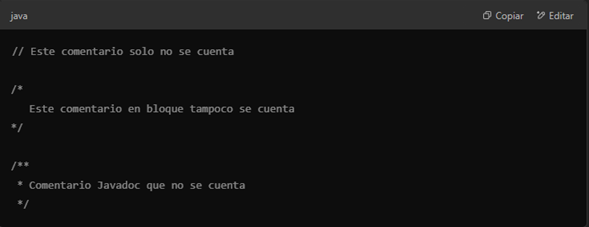 java Copiar Editar
// Este comentario solo no se cuenta
/*
Este comentario en bloque tampoco se cuenta
*/
/**
* Comentario Javadoc que no se cuenta
*/